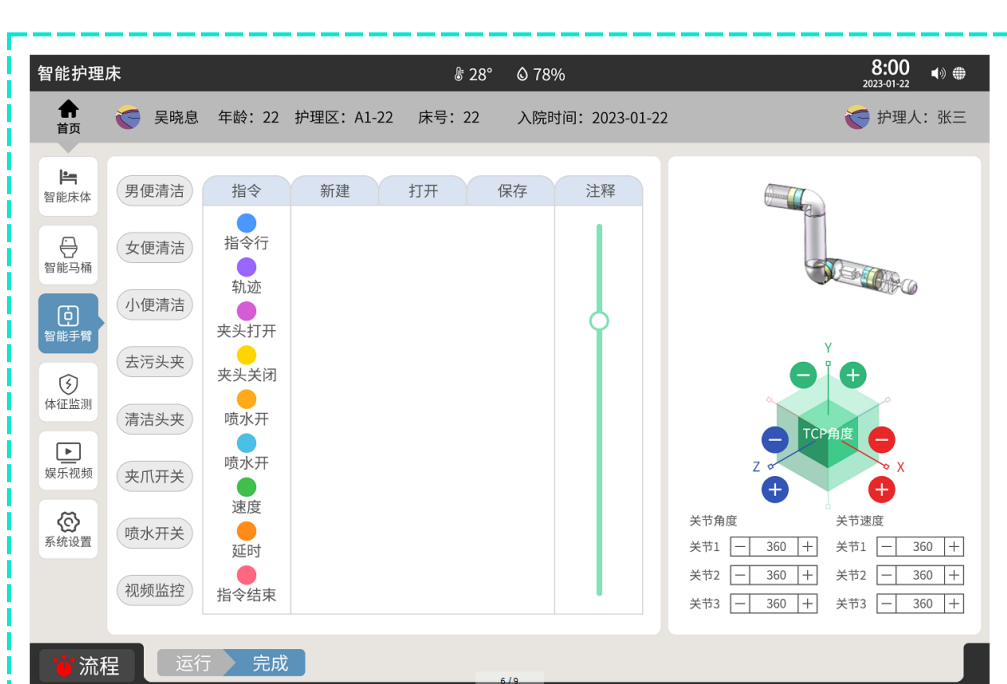 智能护理床
28°
78%
8:00
2023-01-22
首页
吴晓息
年龄：22
护理区：A1-22
床号：22
入院时间：2023-01-22
护理人：张三
智能床体
智能马桶
智能手臂
体征监测
娱乐视频
系统设置
男便清洁
女便清洁
小便清洁
去污头夹
清洁头夹
夹爪开关
喷水开关
视频监控
指令
新建
打开
保存
注释
指令行
轨迹
夹头打开
夹头关闭
喷水开
喷水开
速度
延时
指令结束
Y
TCP角度
Z
X
关节角度
关节速度
关节1 － 360 ＋
关节1 － 360 ＋
关节2 － 360 ＋
关节2 － 360 ＋
关节3 － 360 ＋
关节3 － 360 ＋
流程
运行
完成
6/9